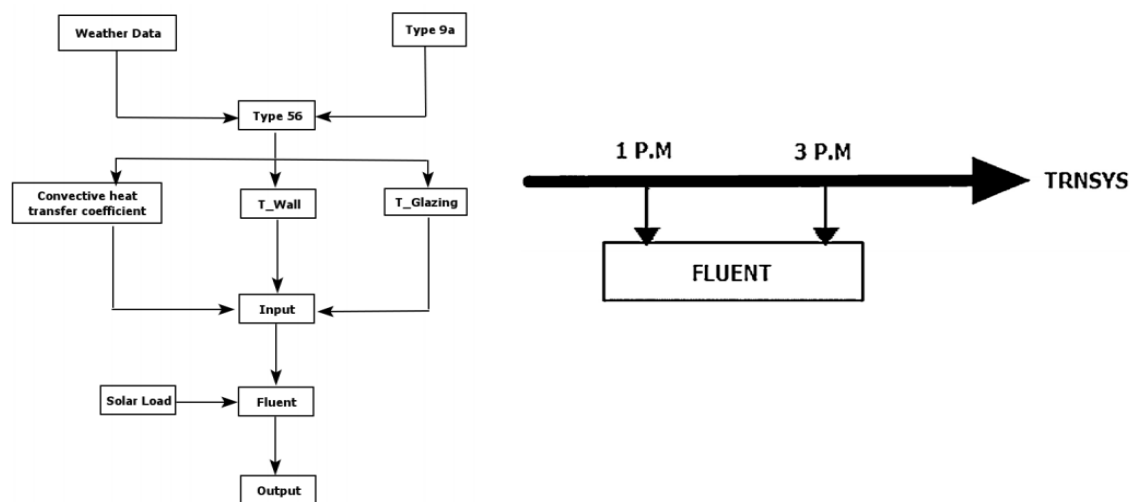 Weather Data
Type 9a
Type 56
Convective heat
transfer coefficient
T_Wall
T_Glazing
Input
Solar Load
Fluent
Output
1 P.M
3 P.M
TRNSYS
FLUENT